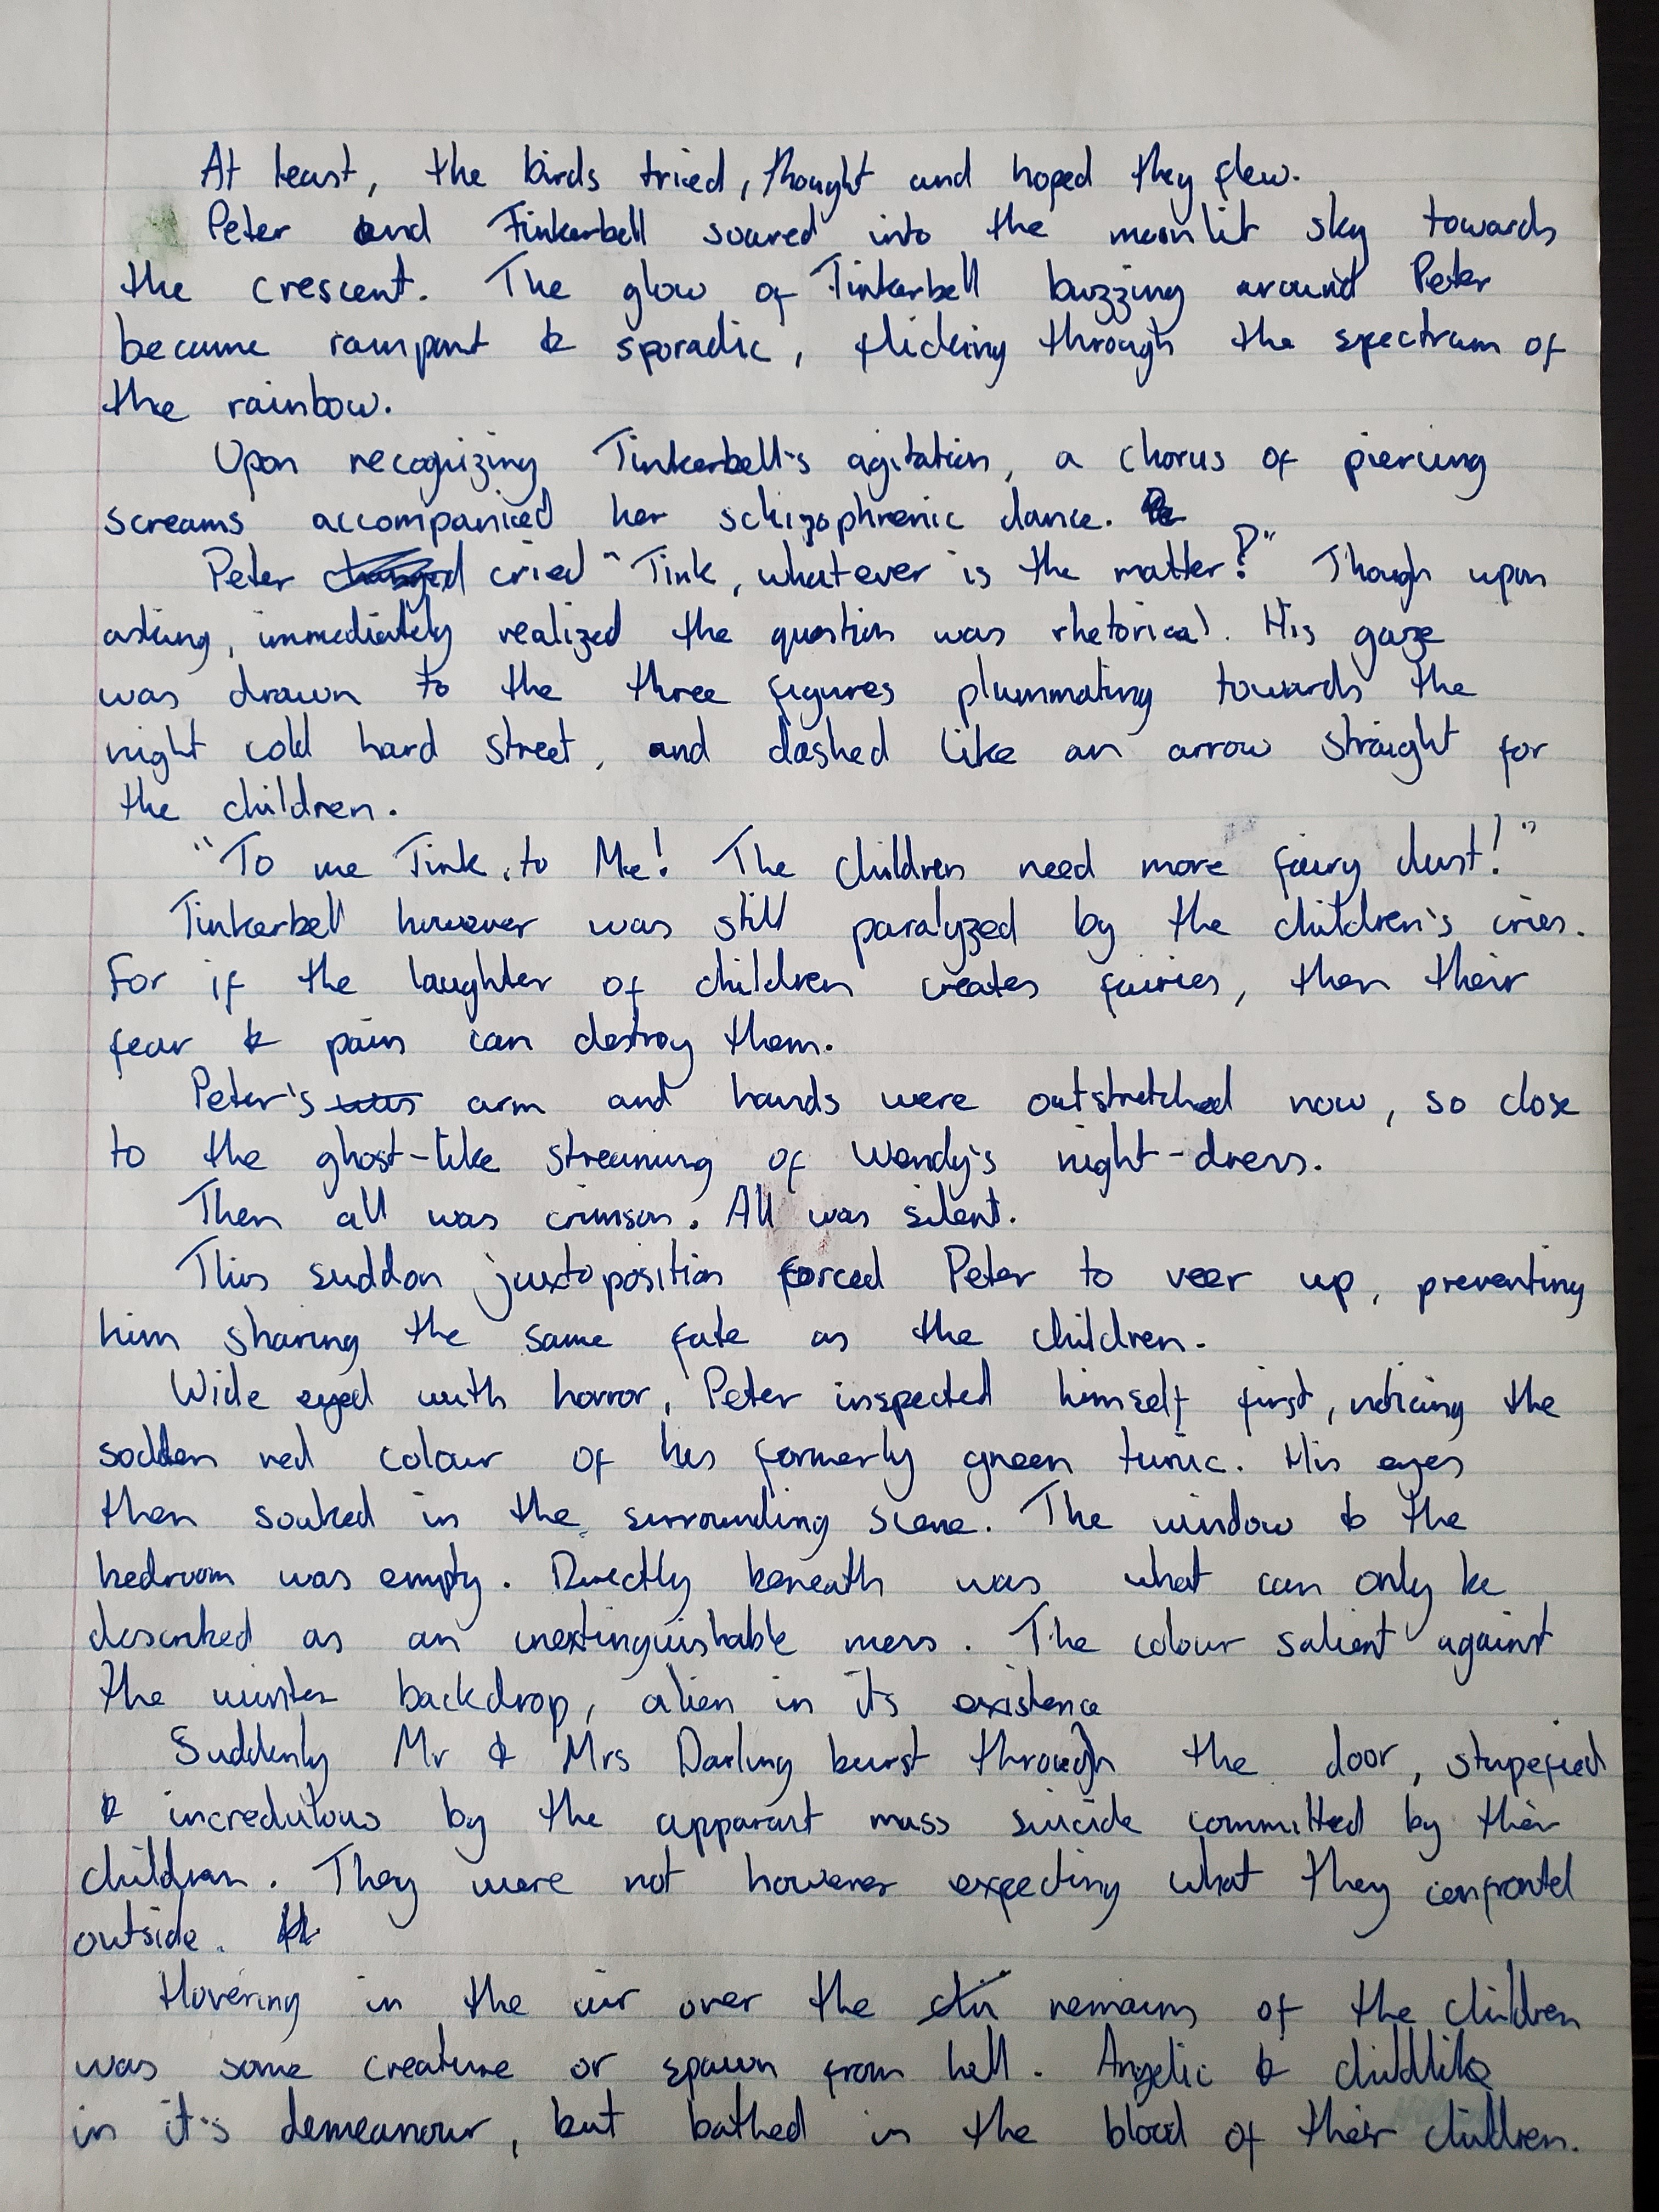 At least, the birds tried, thought and hoped they flew.
Peter and Tinkerbell soared into the moonlit sky towards
the crescent. The glow of Tinkerbell buzzing around Peter
became rampant & sporadic, flicking through the spectrum of
the rainbow.
Upon recognizing Tinkerbell's agitation, a chorus of piercing
screams accompanied her schizophrenic dance.
Peter cried "Tink, whatever is the matter?" Though upon
asking, immediately realized the question was rhetorical. His gaze
was drawn to the three figures plummating towards the
night cold hard street, and dashed like an arrow straight for
the children.
"To me Tink, to Me! The children need more fairy dust!"
Tinkerbell however was still paralyzed by the children's cries.
For if the laughter of children creates fairies, then their
fear & pain can destroy them.
Peter's arm and hands were outstretched now, so close
to the ghost-like streaming of Wendy's night-dress.
Then all was crimson. All was silent.
This sudden juxtoposition forced Peter to veer up, preventing
him sharing the same fate as the children.
Wide eyed with horror, Peter inspected himself first, noticing the
sodden red colour of his formerly green tunic. His eyes
then soaked in the surrounding scene. The window to the
bedroom was empty. Directly beneath was what can only be
described as an inextinguishable mess. The colour salient against
the winter backdrop, alien in its existence
Suddenly Mr & Mrs Darling burst through the door, stupefied
& incredulous by the apparant mass suicide committed by their
children. They were not however expecting what they confrontd
outside.
Hovering in the air over the remains of the children
was some creature or spawn from hell. Angelic & childlike
in it's demeanour, but bathed in the blood of their children.